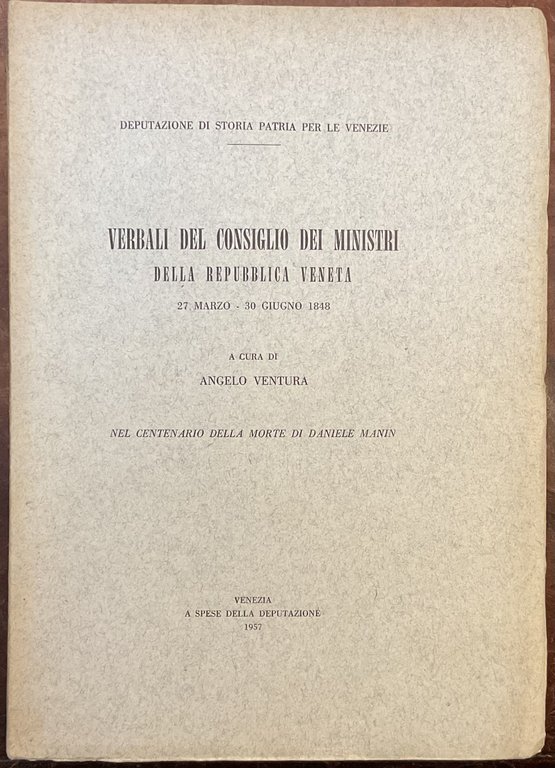 DEPUTAZIONE DI STORIA PATRIA PER LE VENEZIE
VERBALI DEL CONSIGLIO DEI MINISTRI
DELLA REPUBBLICA VENETA
27 MARZO - 30 GIUGNO 1848
A CURA DI
ANGELO VENTURA
NEL CENTENARIO DELLA MORTE DI DANIELE MANIN
VENEZIA
A SPESE DELLA DEPUTAZIONE
1957